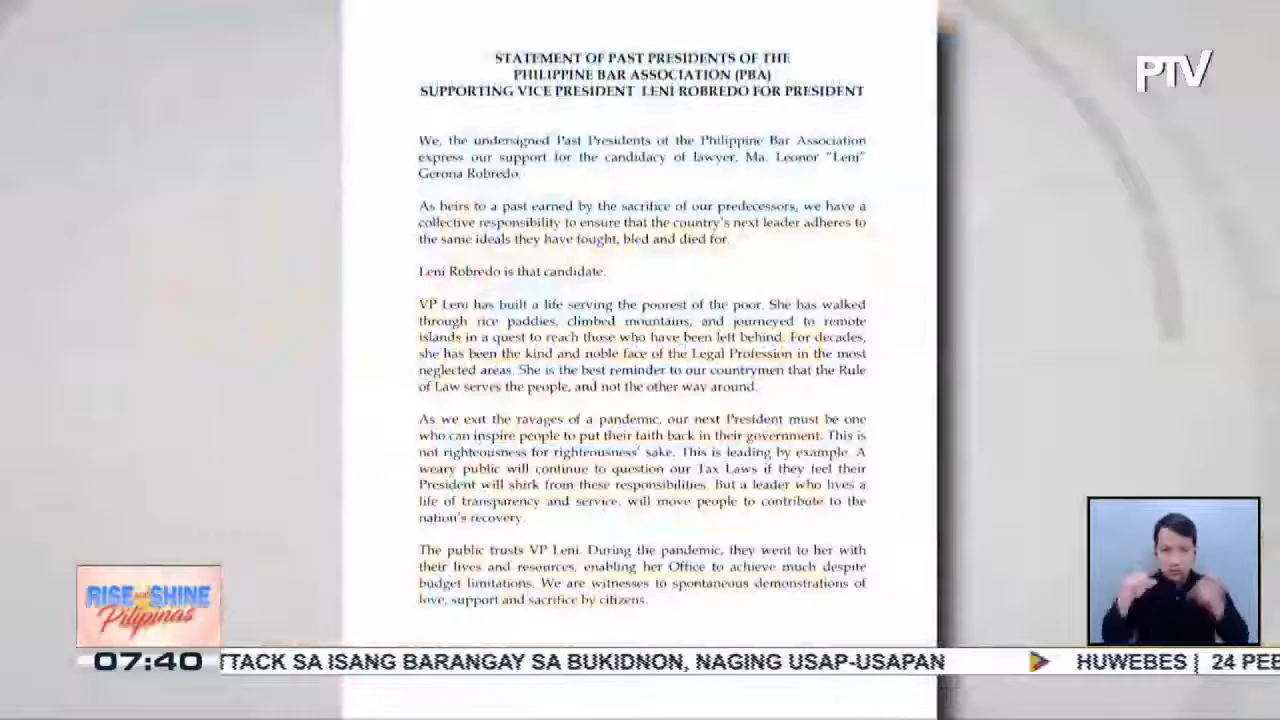 STATEMENT OF PAST PRESIDENTS OF THE
PHILIPPINE BAR ASSOCIATION (PBA)
SUPPORTING VICE PRESIDENT LENI ROBREDO FOR PRESIDENT
PTV
We, the undersigned Past Presidents of the Philippine Bar Association
express our support for the candidacy of lawyer, Ma. Leonor "Leni"
Gerona Robredo.
As heirs to a past earned by the sacrifice of our predecessors, we have a
collective responsibility to ensure that the country's next leader adheres to
the same ideals they have fought, bled and died for.
Leni Robredo is that candidate.
VP Leni has built a life serving the poorest of the poor. She has walked
through rice paddies, climbed mountains, and journeyed to remote
islands in a quest to reach those who have been left behind. For decades,
she has been the kind and noble face of the Legal Profession in the most
neglected areas. She is the best reminder to our countrymen that the Rule
of Law serves the people, and not the other way around.
As we exit the ravages of a pandemic, our next President must be one
who can inspire people to put their faith back in their government. This is
not righteousness for righteousness' sake. This is leading by example. A
weary public will continue to question our Tax Laws if they feel their
President will shirk from these responsibilities. But a leader who lives a
life of transparency and service, will move people to contribute to the
nation's recovery.
The public trusts VP Leni. During the pandemic, they went to her with
their lives and resources, enabling her Office to achieve much despite
budget limitations. We are witnesses to spontaneous demonstrations of
love, support and sacrifice by citizens.
RISE and SHINE
Pilipinas
07:40 TTACK SA ISANG BARANGAY SA BUKIDNON, NAGING USAP-USAPAN HUWEBES | 24 PEB